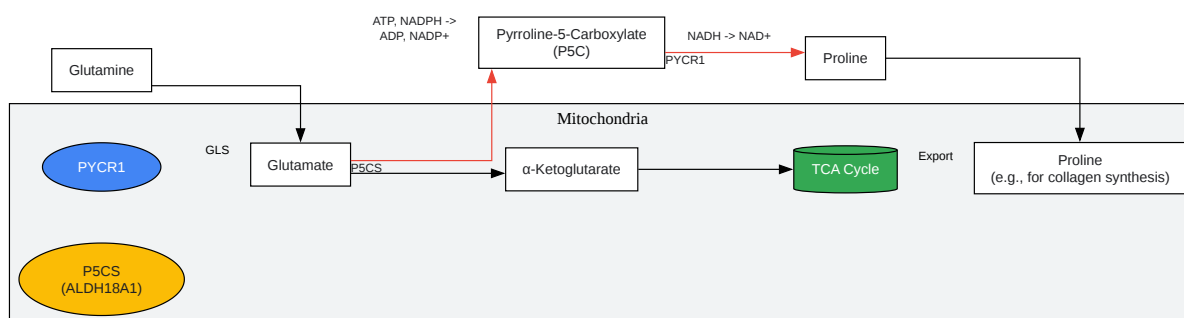 ATP, NADPH ->
ADP, NADP+
Pyrroline-5-Carboxylate
(P5C)
NADH -> NAD+
PYCR1
Proline
Glutamine
Mitochondria
PYCR1
GLS
Glutamate
P5CS
α-Ketoglutarate
TCA Cycle
Export
Proline
(e.g., for collagen synthesis)
P5CS
(ALDH18A1)